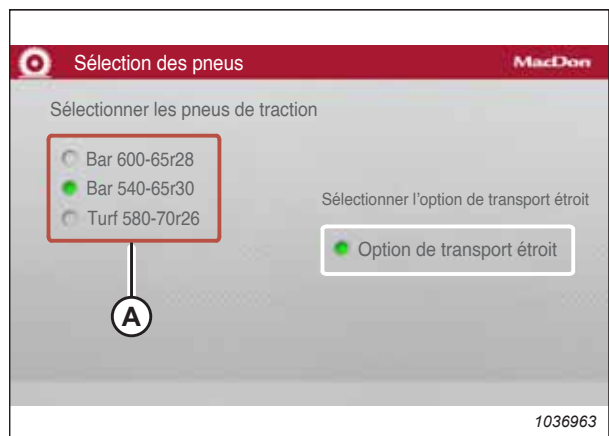 Sélection des pneus
MacDon
Sélectionner les pneus de traction
Bar 600-65r28
Bar 540-65r30
Turf 580-70r26
Sélectionner l'option de transport étroit
Option de transport étroit
A
1036963